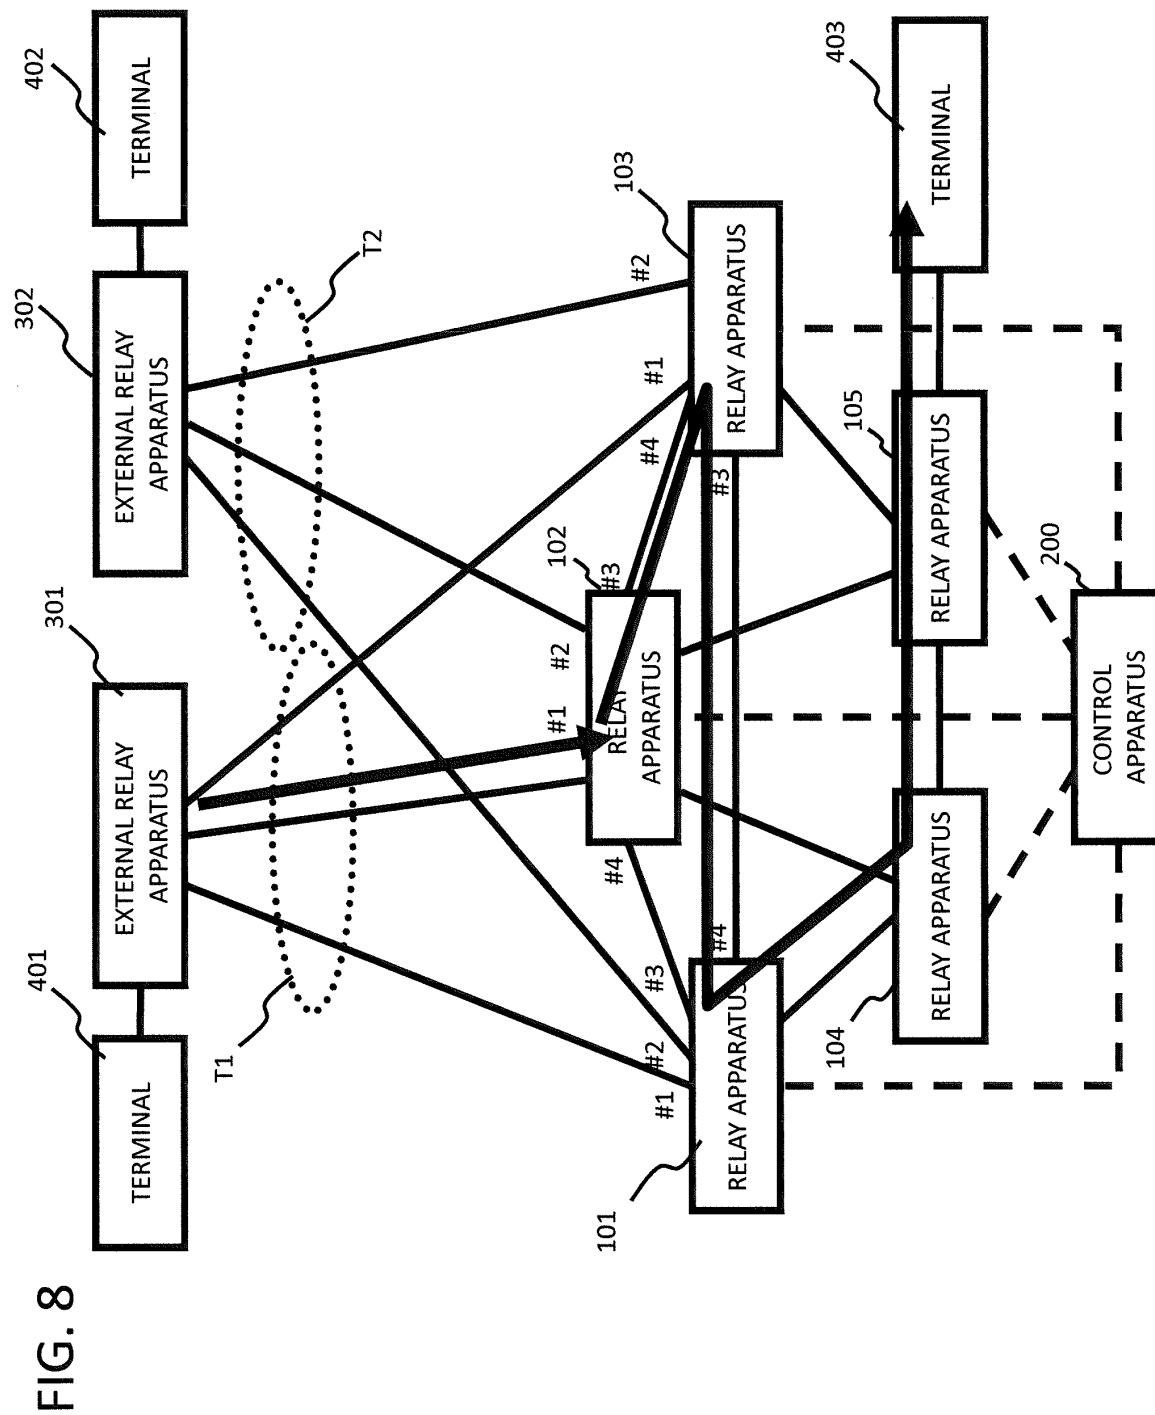 FIG. 8
401
TERMINAL
301
EXTERNAL RELAY
APPARATUS
302
EXTERNAL RELAY
APPARATUS
402
TERMINAL
T1
T2
101
RELAY APPARATUS
#1
#2
#3
#4
102
RELAY
APPARATUS
#4
#1
#2
#3
103
RELAY APPARATUS
#3
#4
#1
#2
104
RELAY APPARATUS
105
RELAY APPARATUS
403
TERMINAL
200
CONTROL
APPARATUS